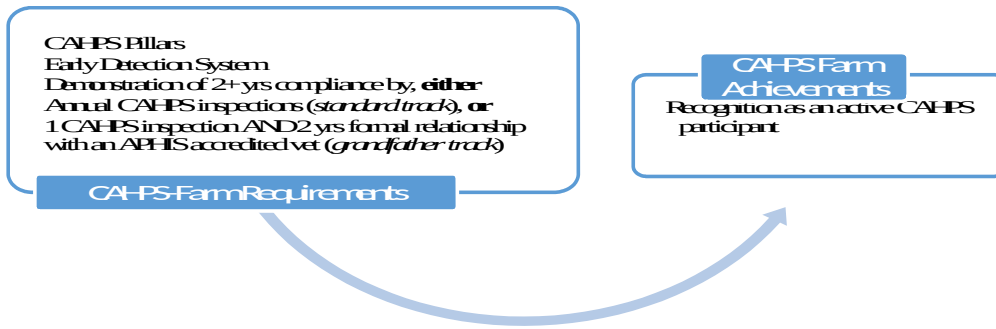 CAHPS Pillars
Early Detection System
Demonstration of 2+ yrs compliance by, either
Annual CAHPS inspections (standard track), or
1 CAHPS inspection AND 2 yrs formal relationship
with an APHIS accredited vet (grandfather track)
CAHPS-Farm Requirements
CAHPS Farm
Achievements
Recognition as an active CAHPS
participant